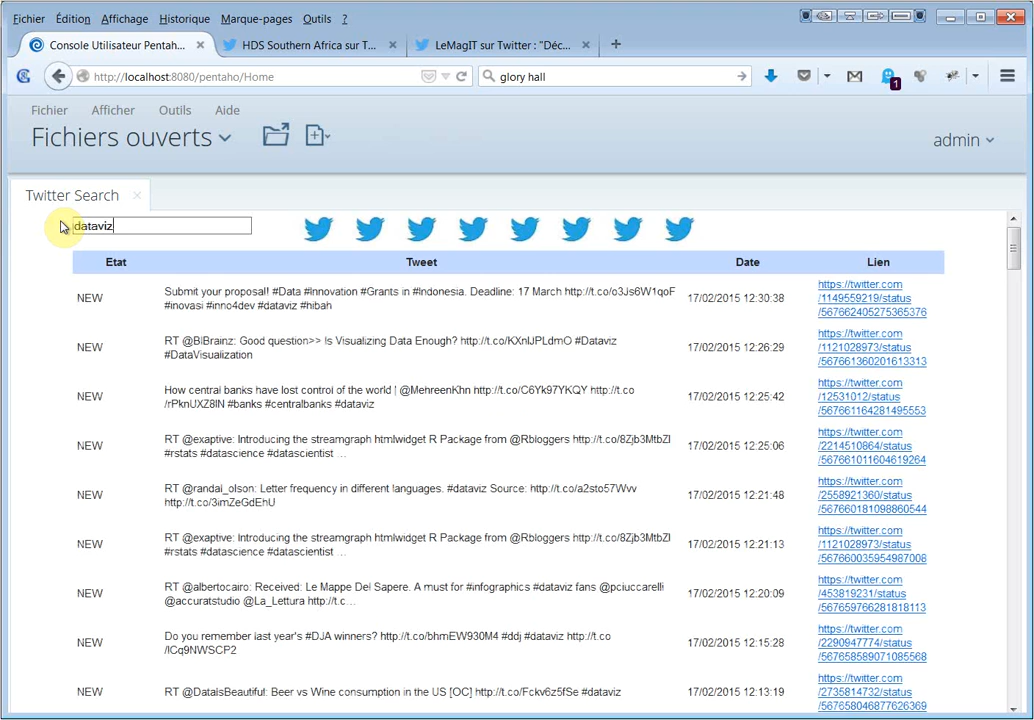 Fichier Édition Affichage Historique Marque-pages Outils ?
Console Utilisateur Pentah... × HDS Southern Africa sur T... × LeMagIT sur Twitter : "Déc... × +
http://localhost:8080/pentaho/Home glory hall 1
Fichier Afficher Outils Aide
Fichiers ouverts admin
Twitter Search ×
dataviz
Etat Tweet Date Lien
NEW Submit your proposal! #Data #Innovation #Grants in #Indonesia. Deadline: 17 March http://t.co/o3Js6W1qoF 17/02/2015 12:30:38 https://twitter.com
#inovasi #inno4dev #dataviz #hibah /1149559219/status
/567662405275365376
NEW RT @BIBrainz: Good question>> Is Visualizing Data Enough? http://t.co/KXnIJPLdmO #Dataviz 17/02/2015 12:26:29 https://twitter.com
#DataVisualization /1121028973/status
/567661360201613313
NEW How central banks have lost control of the world | @MehreenKhn http://t.co/C6Yk97YKQY http://t.co 17/02/2015 12:25:42 https://twitter.com
/rPknUXZ8IN #banks #centralbanks #dataviz /12531012/status
/567661164281495553
NEW RT @exaptive: Introducing the streamgraph htmlwidget R Package from @Rbloggers http://t.co/8Zjb3MtbZI 17/02/2015 12:25:06 https://twitter.com
#rstats #datascience #datascientist ... /2214510864/status
/567661011604619264
NEW RT @randal_olson: Letter frequency in different languages. #dataviz Source: http://t.co/a2sto57Wvv 17/02/2015 12:21:48 https://twitter.com
http://t.co/3imZeGdEhU /2558921360/status
/567660181098860544
NEW RT @exaptive: Introducing the streamgraph htmlwidget R Package from @Rbloggers http://t.co/8Zjb3MtbZI 17/02/2015 12:21:13 https://twitter.com
#rstats #datascience #datascientist ... /1121028973/status
/567660035954987008
NEW RT @albertocairo: Received: Le Mappe Del Sapere. A must for #infographics #dataviz fans @pciuccarelli 17/02/2015 12:20:09 https://twitter.com
@accuratstudio @La_Lettura http://t.c... /453819231/status
/567659766281818113
NEW Do you remember last year's #DJA winners? http://t.co/bhmEW930M4 #ddj #dataviz http://t.co 17/02/2015 12:15:28 https://twitter.com
/lCq9NWSCP2 /2290947774/status
/567658589071085568
NEW RT @DataIsBeautiful: Beer vs Wine consumption in the US [OC] http://t.co/Fckv6z5fSe #dataviz 17/02/2015 12:13:19 https://twitter.com
/2735814732/status
/567658046877626369